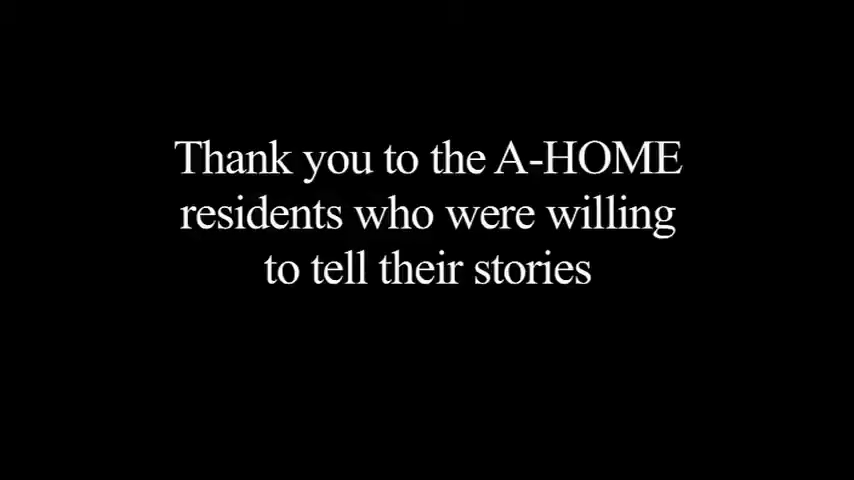 Thank you to the A-HOME
residents who were willing
to tell their stories